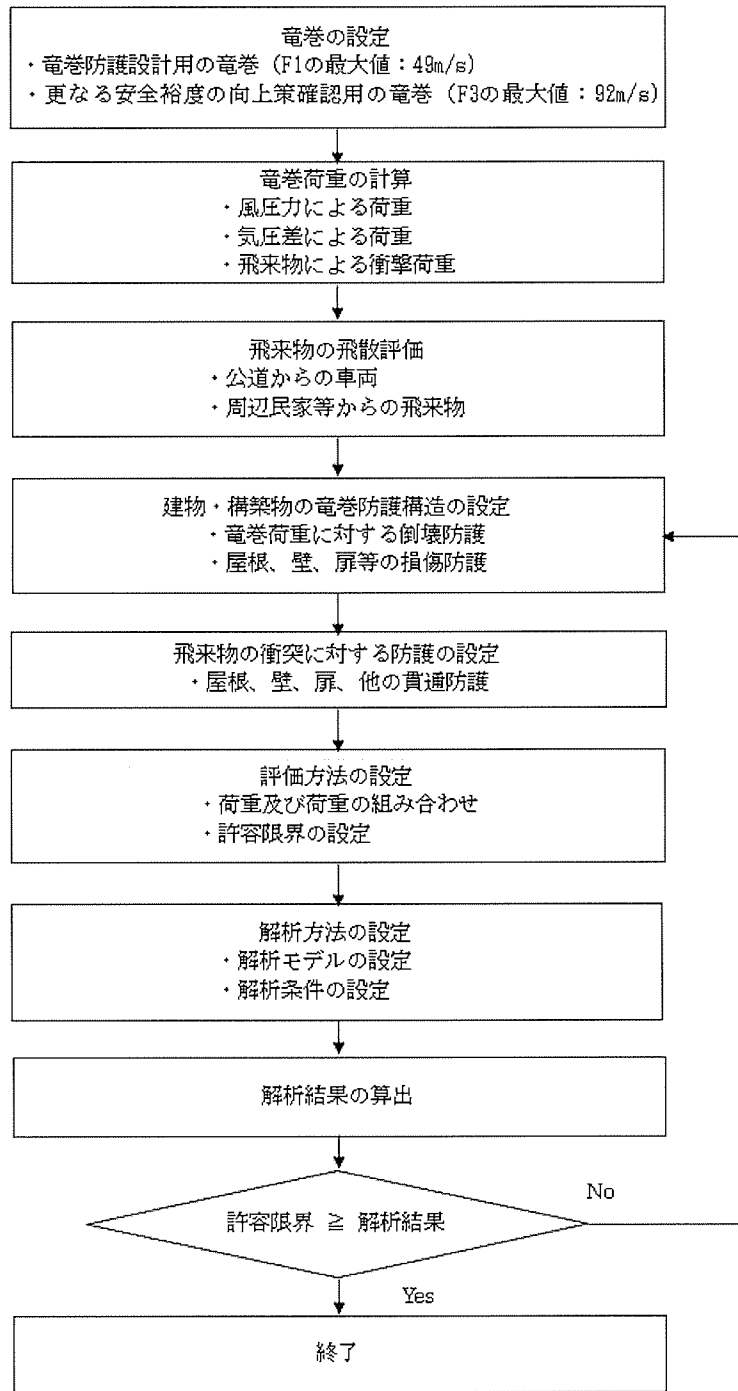 竜巻の設定
・竜巻防護設計用の竜巻 (F1の最大値:49m/s)
・更なる安全裕度の向上策確認用の竜巻 (F3の最大値:92m/s)
竜巻荷重の計算
・風圧力による荷重
・気圧差による荷重
・飛来物による衝撃荷重
飛来物の飛散評価
・公道からの車両
・周辺民家等からの飛来物
建物・構築物の竜巻防護構造の設定
・竜巻荷重に対する倒壊防護
・屋根、壁、扉等の損傷防護
飛来物の衝突に対する防護の設定
・屋根、壁、扉、他の貫通防護
評価方法の設定
・荷重及び荷重の組み合わせ
・許容限界の設定
解析方法の設定
・解析モデルの設定
・解析条件の設定
解析結果の算出
許容限界 ≧ 解析結果
No
Yes
終了